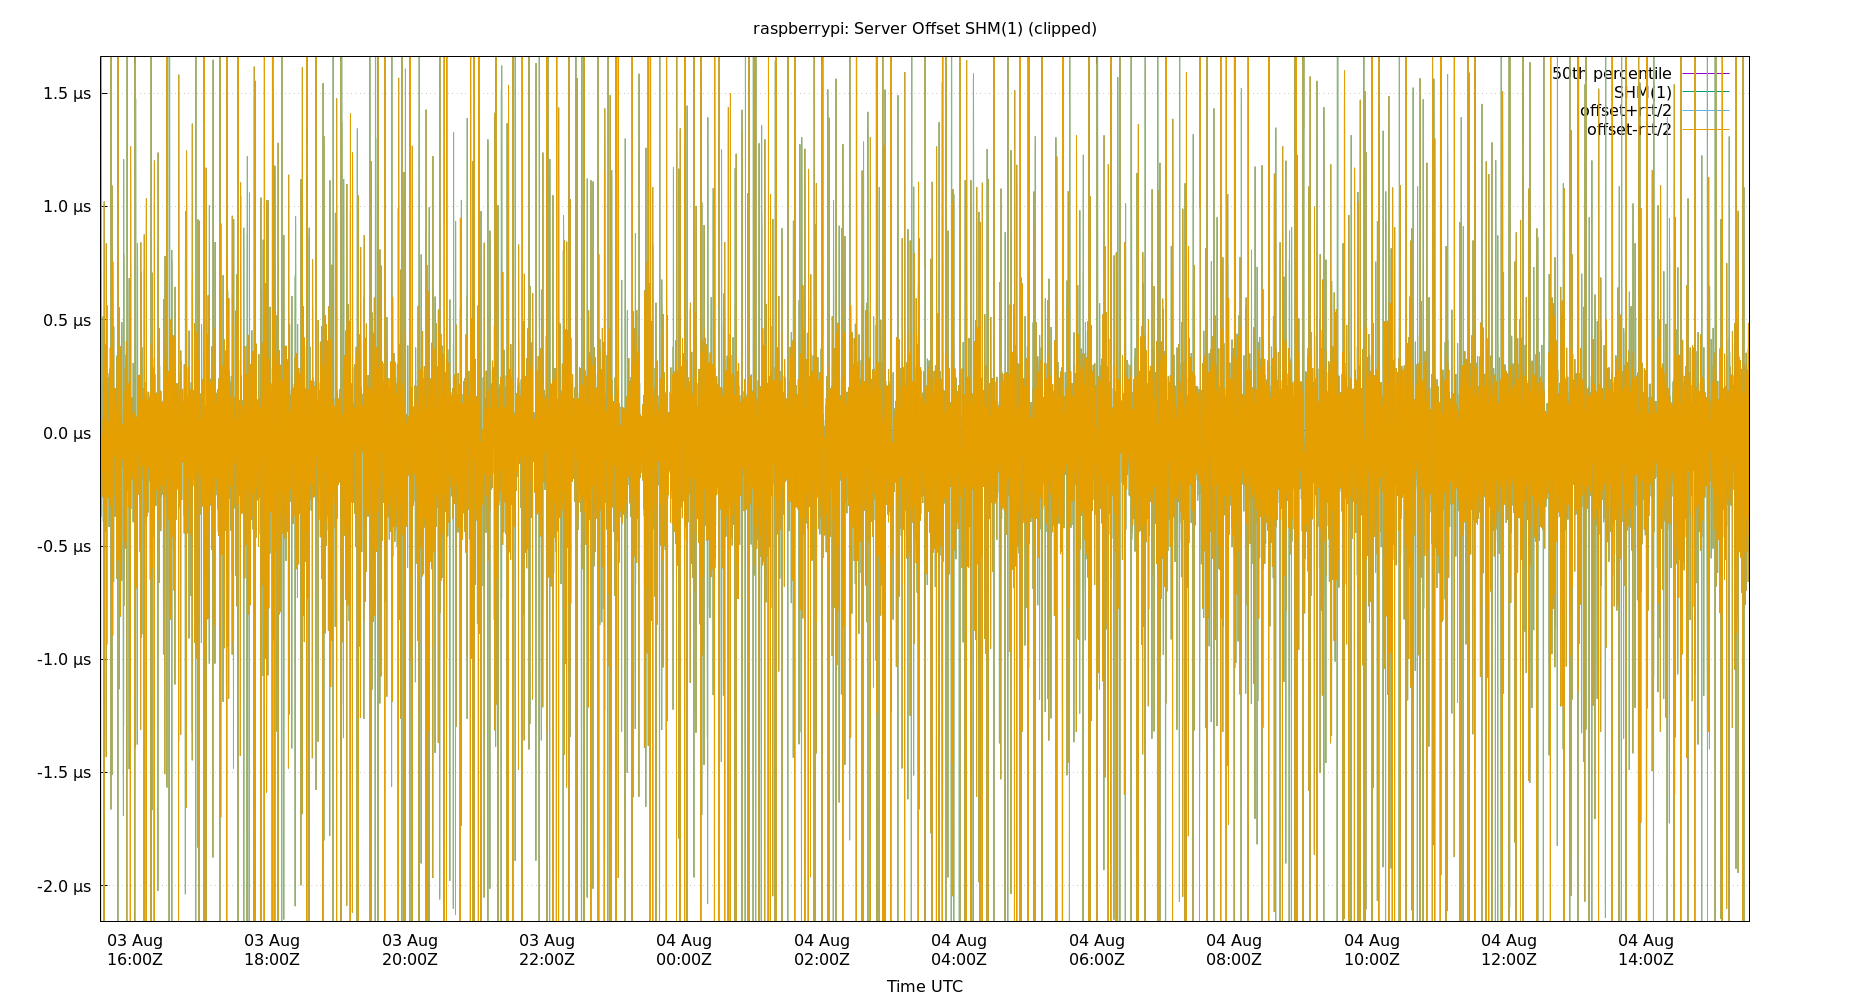 raspberrypi: Server Offset SHM(1) (clipped)
50th percentile
SHM(1)
offset+rtt/2
offset-rtt/2
1.5 µs
1.0 µs
0.5 µs
0.0 µs
-0.5 µs
-1.0 µs
-1.5 µs
-2.0 µs
03 Aug 03 Aug 03 Aug 03 Aug 04 Aug 04 Aug 04 Aug 04 Aug 04 Aug 04 Aug 04 Aug 04 Aug
16:00Z 18:00Z 20:00Z 22:00Z 00:00Z 02:00Z 04:00Z 06:00Z 08:00Z 10:00Z 12:00Z 14:00Z
Time UTC